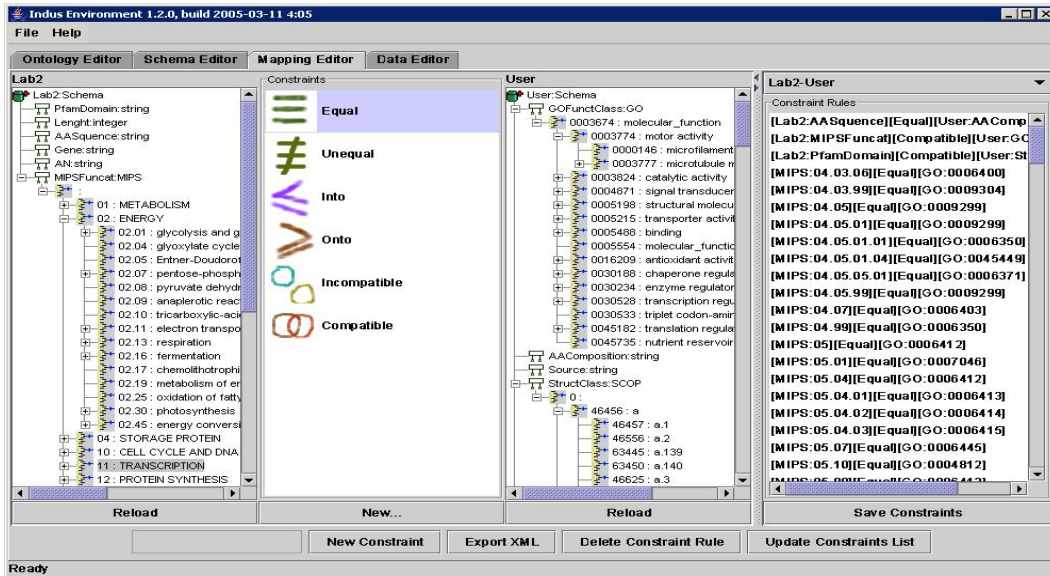 Indus Environment 1.2.0, build 2005-03-11 4:05
File Help
Ontology Editor Schema Editor Mapping Editor Data Editor
Lab2
Lab2:Schema
PfamDomain:string
Lenght:integer
AASquence:string
Gene:string
AN:string
MIPSFuncat:MIPS
:
01 : METABOLISM
02 : ENERGY
02.01 : glycolysis and g
02.04 : glyoxylate cycle
02.05 : Entner-Doudorof
02.07 : pentose-phosph
02.08 : pyruvate dehydr
02.09 : anaplerotic reac
02.10 : tricarboxylic-aci
02.11 : electron transpo
02.13 : respiration
02.16 : fermentation
02.17 : chemolithotrophi
02.19 : metabolism of er
02.25 : oxidation of fatty
02.30 : photosynthesis
02.45 : energy conversi
04 : STORAGE PROTEIN
10 : CELL CYCLE AND DNA
11 : TRANSCRIPTION
12 : PROTEIN SYNTHESIS
Reload
Constraints
Equal
Unequal
Into
Onto
Incompatible
Compatible
New...
User
User:Schema
GOFunctClass:GO
0003674 : molecular_function
0003774 : motor activity
0000146 : microfilament
0003777 : microtubule m
0003824 : catalytic activity
0004871 : signal transducer
0005198 : structural molecu
0005215 : transporter activit
0005488 : binding
0005554 : molecular_functic
0016209 : antioxidant activit
0030188 : chaperone regula
0030234 : enzyme regulator
0030528 : transcription regu
0030533 : triplet codon-amin
0045182 : translation regula
0045735 : nutrient reservoir
AAComposition:string
Source:string
StructClass:SCOP
0 :
46456 : a
46457 : a.1
46556 : a.2
63445 : a.139
63450 : a.140
46625 : a.3
Reload
Lab2-User
Constraint Rules
[Lab2:AASquence][Equal][User:AAComp
[Lab2:MIPSFuncat][Compatible][User:GC
[Lab2:PfamDomain][Compatible][User:St
[MIPS:04.03.06][Equal][GO:0006400]
[MIPS:04.03.99][Equal][GO:0009304]
[MIPS:04.05][Equal][GO:0009299]
[MIPS:04.05.01][Equal][GO:0009299]
[MIPS:04.05.01.01][Equal][GO:0006350]
[MIPS:04.05.01.04][Equal][GO:0045449]
[MIPS:04.05.05.01][Equal][GO:0006371]
[MIPS:04.05.99][Equal][GO:0009299]
[MIPS:04.07][Equal][GO:0006403]
[MIPS:04.99][Equal][GO:0006350]
[MIPS:05][Equal][GO:0006412]
[MIPS:05.01][Equal][GO:0007046]
[MIPS:05.04][Equal][GO:0006412]
[MIPS:05.04.01][Equal][GO:0006413]
[MIPS:05.04.02][Equal][GO:0006414]
[MIPS:05.04.03][Equal][GO:0006415]
[MIPS:05.07][Equal][GO:0006445]
[MIPS:05.10][Equal][GO:0004812]
Save Constraints
New Constraint Export XML Delete Constraint Rule Update Constraints List
Ready